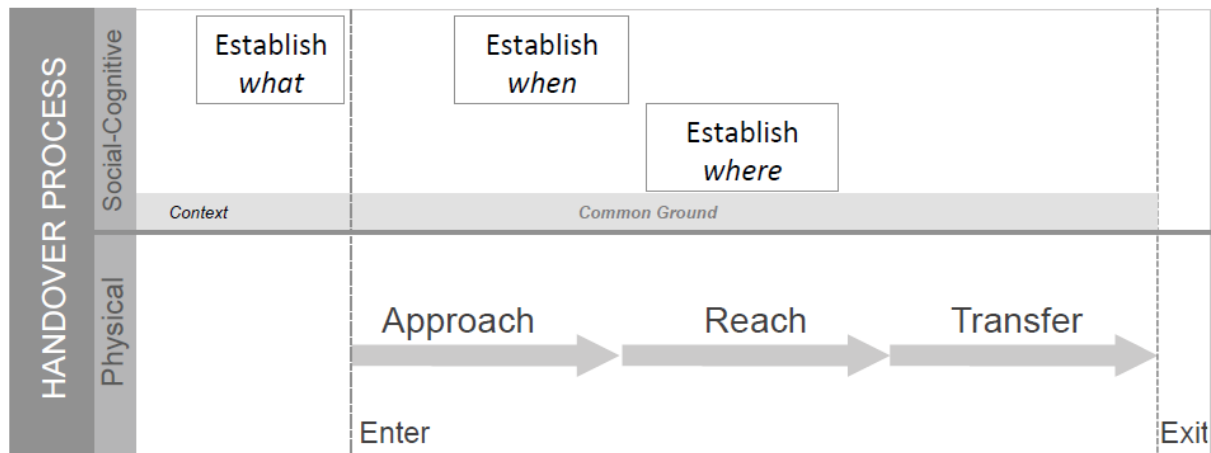 HANDOVER PROCESS
Social-Cognitive
Establish
what
Establish
when
Establish
where
Context
Common Ground
Physical
Approach
Reach
Transfer
Enter
Exit